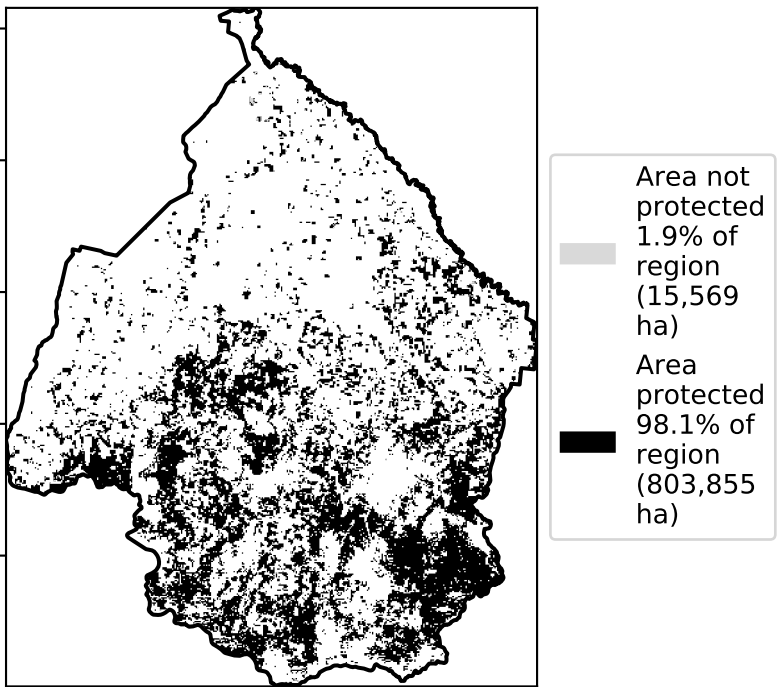 Area not
protected
1.9% of
region
(15,569
ha)
Area
protected
98.1% of
region
(803,855
ha)